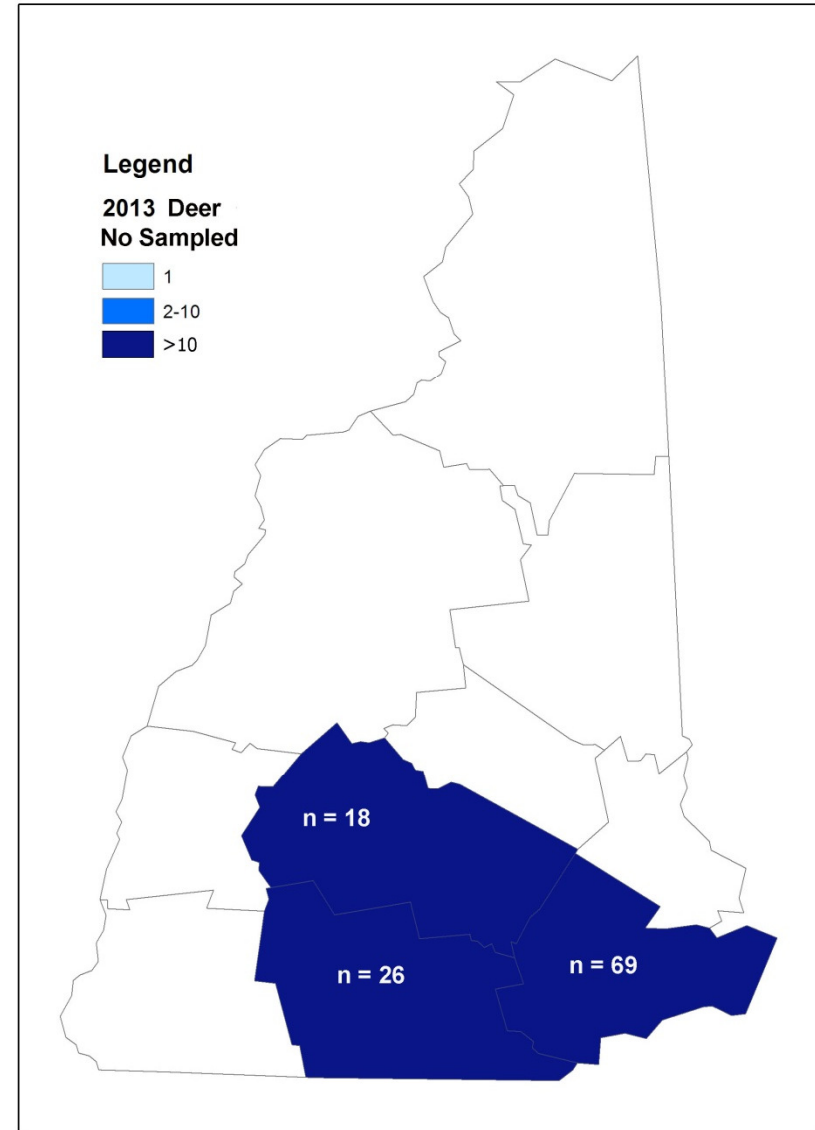 Legend
2013 Deer
No Sampled
1
2-10
>10
n = 18
n = 26
n = 69